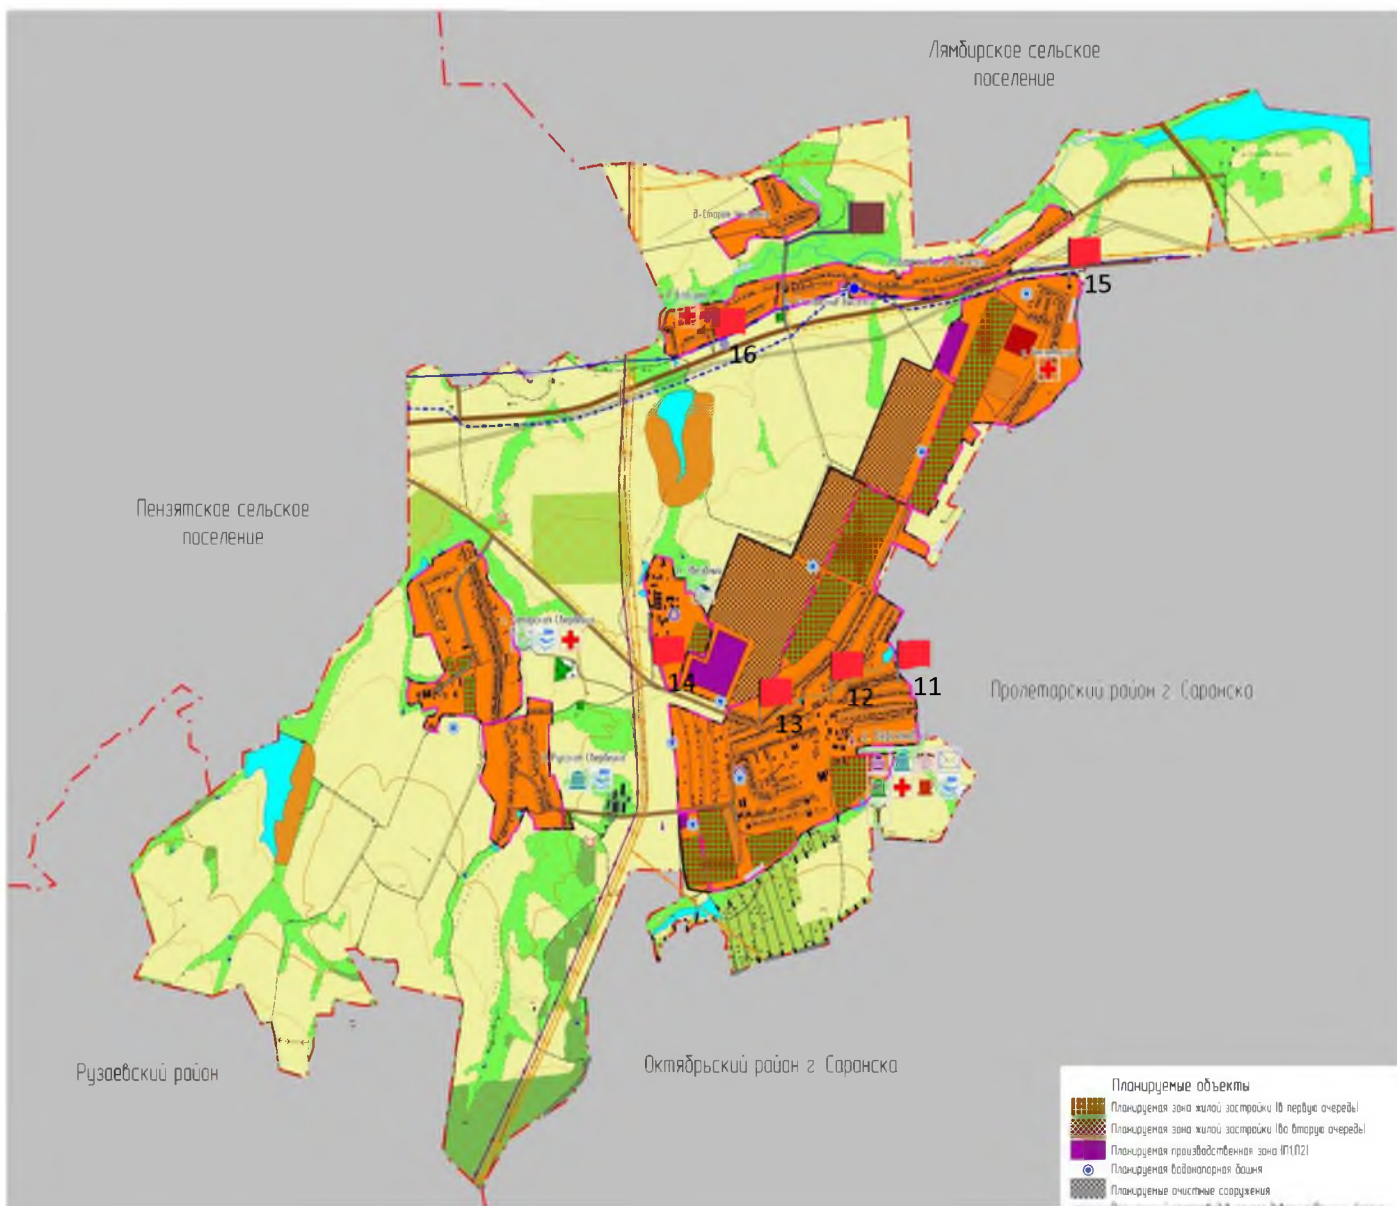 Лямбирское сельское
поселение
15
16
Пензятское сельское
поселение
14
13
12
11
Пролетарский район г. Саранска
Рузаевский район
Октябрьский район г. Саранска
Планируемые объекты
Планируемая зона жилой застройки (в первую очередь)
Планируемая зона жилой застройки (во вторую очередь)
Планируемая производственная зона (П1,П2)
Планируемая водонапорная башня
Планируемые очистные сооружения